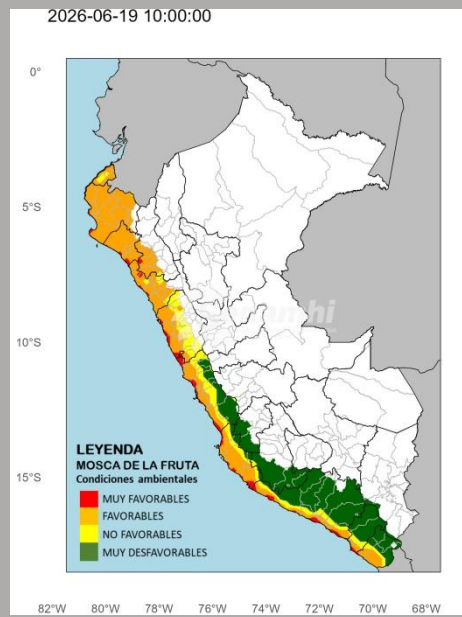 2026-06-19 10:00:00
0°
5°S
10°S
15°S
senamhi
LEYENDA
MOSCA DE LA FRUTA
Condiciones ambientales
MUY FAVORABLES
FAVORABLES
NO FAVORABLES
MUY DESFAVORABLES
82°W 80°W 78°W 76°W 74°W 72°W 70°W 68°W